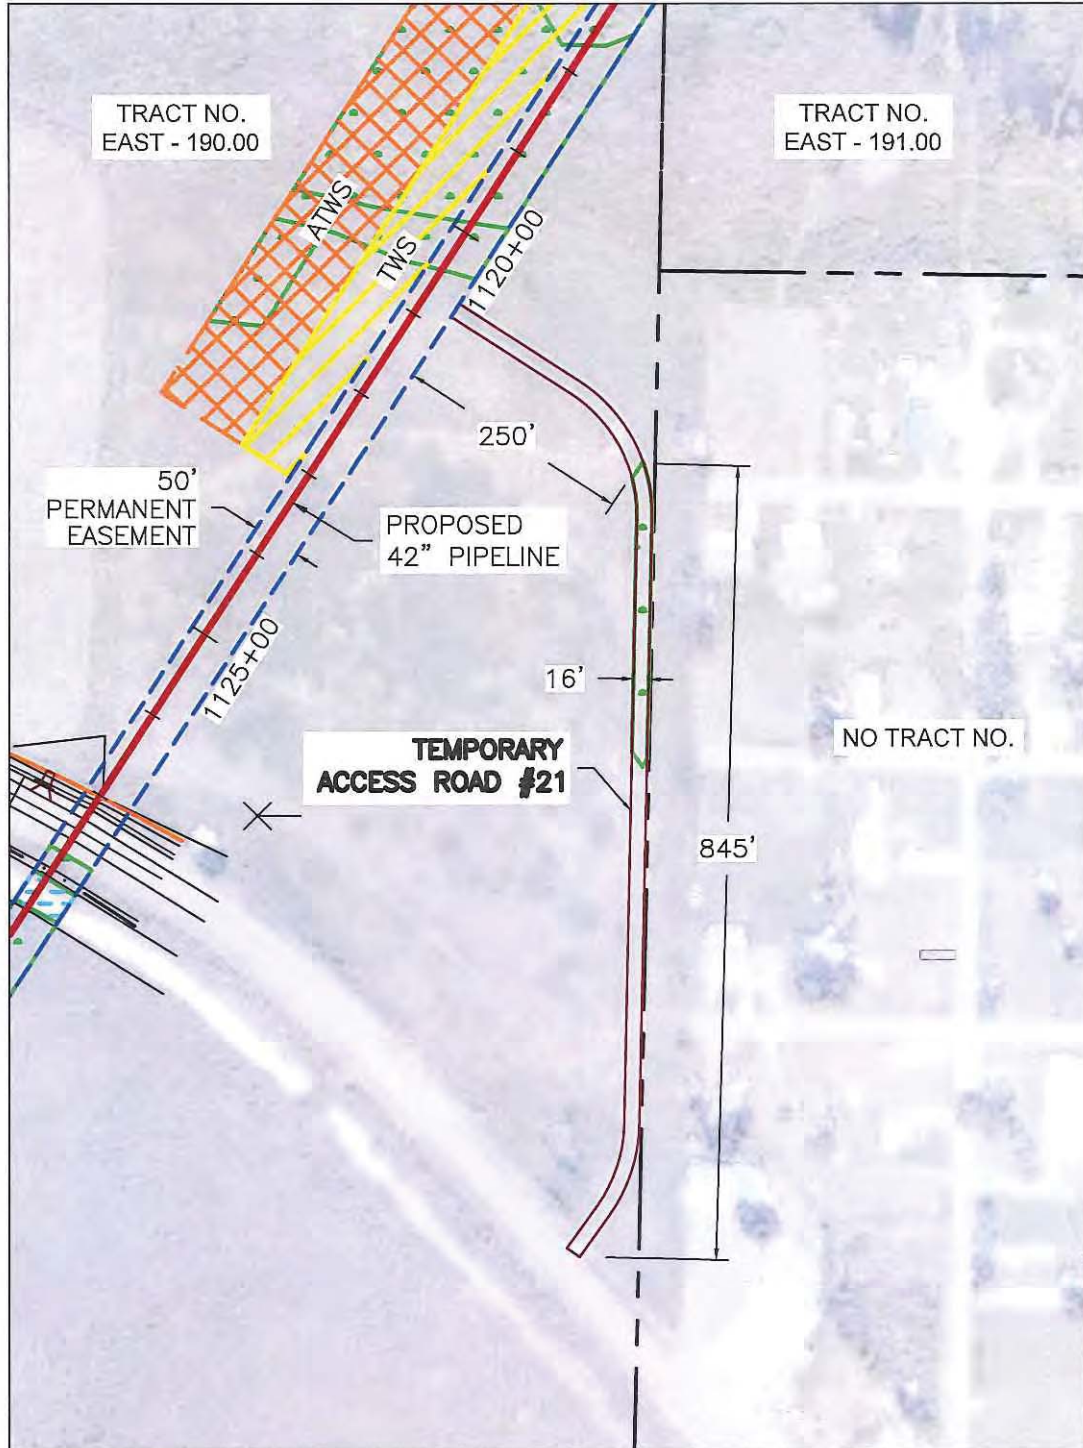 TRACT NO.
EAST - 190.00
TRACT NO.
EAST - 191.00
ATWS
TWS
1120+00
250'
50'
PERMANENT
EASEMENT
PROPOSED
42" PIPELINE
1125+00
16'
TEMPORARY
ACCESS ROAD #21
NO TRACT NO.
845'